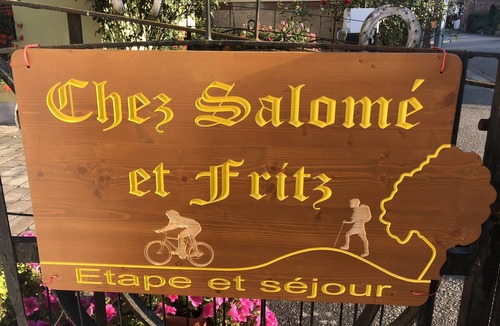 Chez Salomé
et Fritz
Etape et séjour